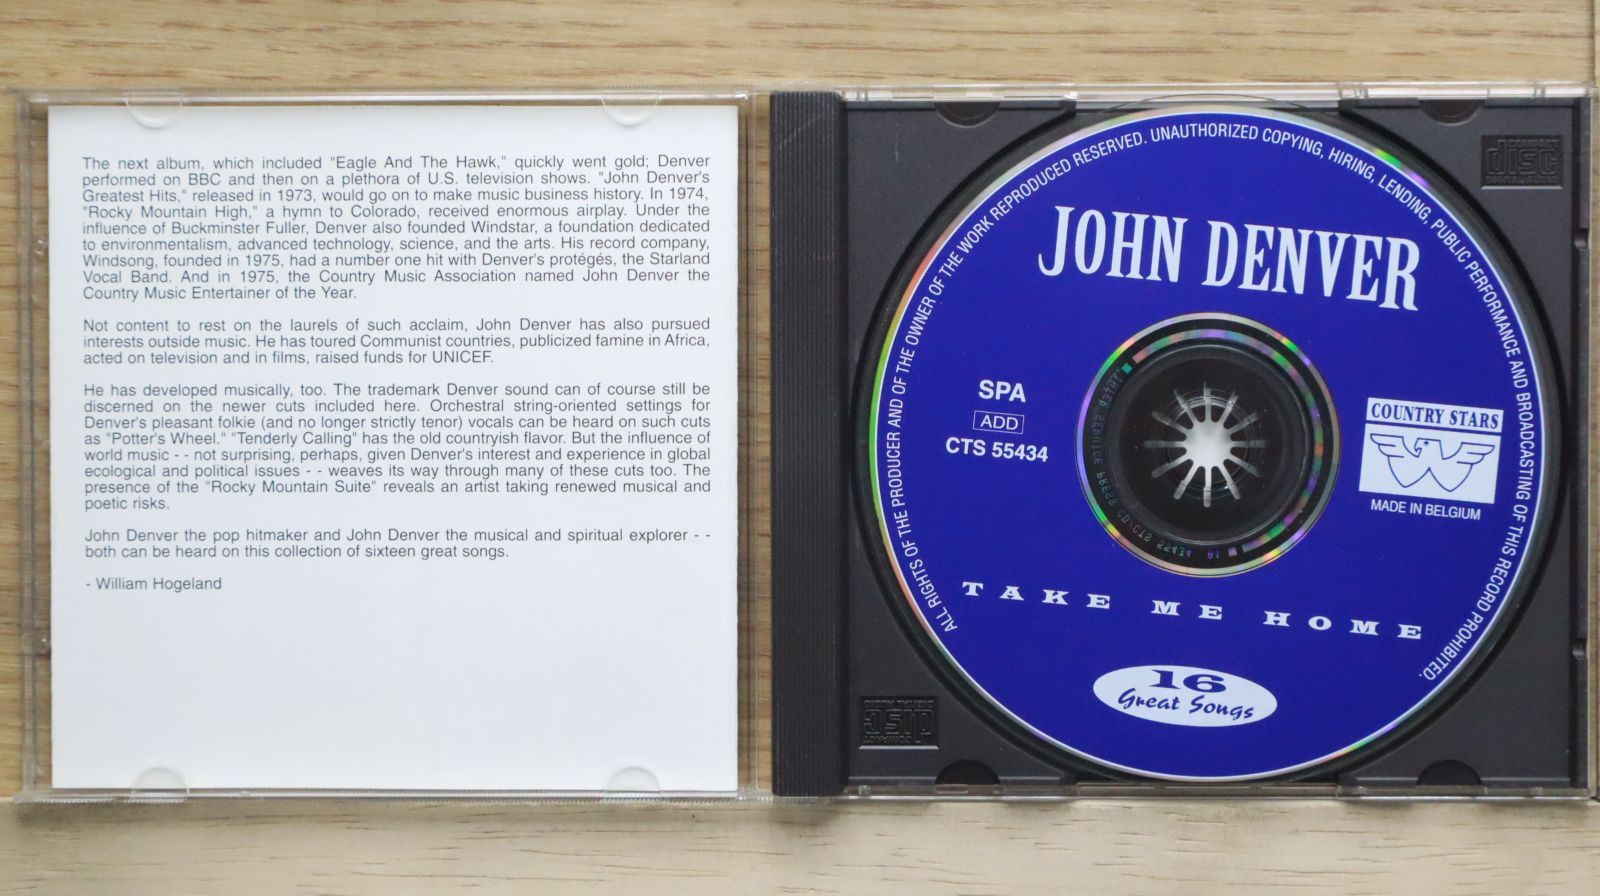 The next album, which included "Eagle And The Hawk," quickly went gold; Denver
performed on BBC and then on a plethora of U.S. television shows. "John Denver's
Greatest Hits," released in 1973, would go on to make music business history. In 1974,
"Rocky Mountain High," a hymn to Colorado, received enormous airplay. Under the
influence of Buckminster Fuller, Denver also founded Windstar, a foundation dedicated
to environmentalism, advanced technology, science, and the arts. His record company,
Windsong, founded in 1975, had a number one hit with Denver's protégés, the Starland
Vocal Band. And in 1975, the Country Music Association named John Denver the
Country Music Entertainer of the Year.
Not content to rest on the laurels of such acclaim, John Denver has also pursued
interests outside music. He has toured Communist countries, publicized famine in Africa,
acted on television and in films, raised funds for UNICEF.
He has developed musically, too. The trademark Denver sound can of course still be
discerned on the newer cuts included here. Orchestral string-oriented settings for
Denver's pleasant folkie (and no longer strictly tenor) vocals can be heard on such cuts
as "Potter's Wheel." "Tenderly Calling" has the old countryish flavor. But the influence of
world music - - not surprising, perhaps, given Denver's interest and experience in global
ecological and political issues - - weaves its way through many of these cuts too. The
presence of the "Rocky Mountain Suite" reveals an artist taking renewed musical and
poetic risks.
John Denver the pop hitmaker and John Denver the musical and spiritual explorer - -
both can be heard on this collection of sixteen great songs.
- William Hogeland
ALL RIGHTS OF THE PRODUCER AND OF THE OWNER OF THE WORK REPRODUCED RESERVED. UNAUTHORIZED COPYING, HIRING, LENDING, PUBLIC PERFORMANCE AND BROADCASTING OF THIS RECORD PROHIBITED.
JOHN DENVER
SPA
ADD
CTS 55434
COUNTRY STARS
MADE IN BELGIUM
TAKE ME HOME
16
Great Songs
COMPACT
disc
DIGITAL AUDIO